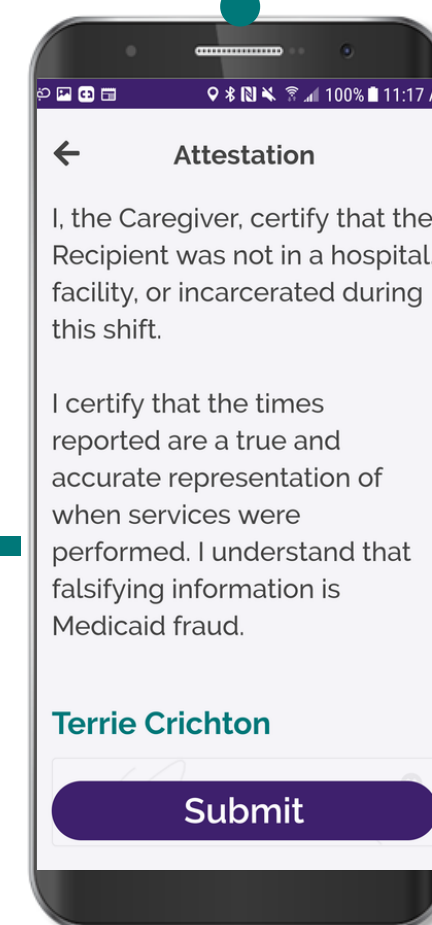 100% 11:17
Attestation
I, the Caregiver, certify that the
Recipient was not in a hospital,
facility, or incarcerated during
this shift.
I certify that the times
reported are a true and
accurate representation of
when services were
performed. I understand that
falsifying information is
Medicaid fraud.
Terrie Crichton
Submit